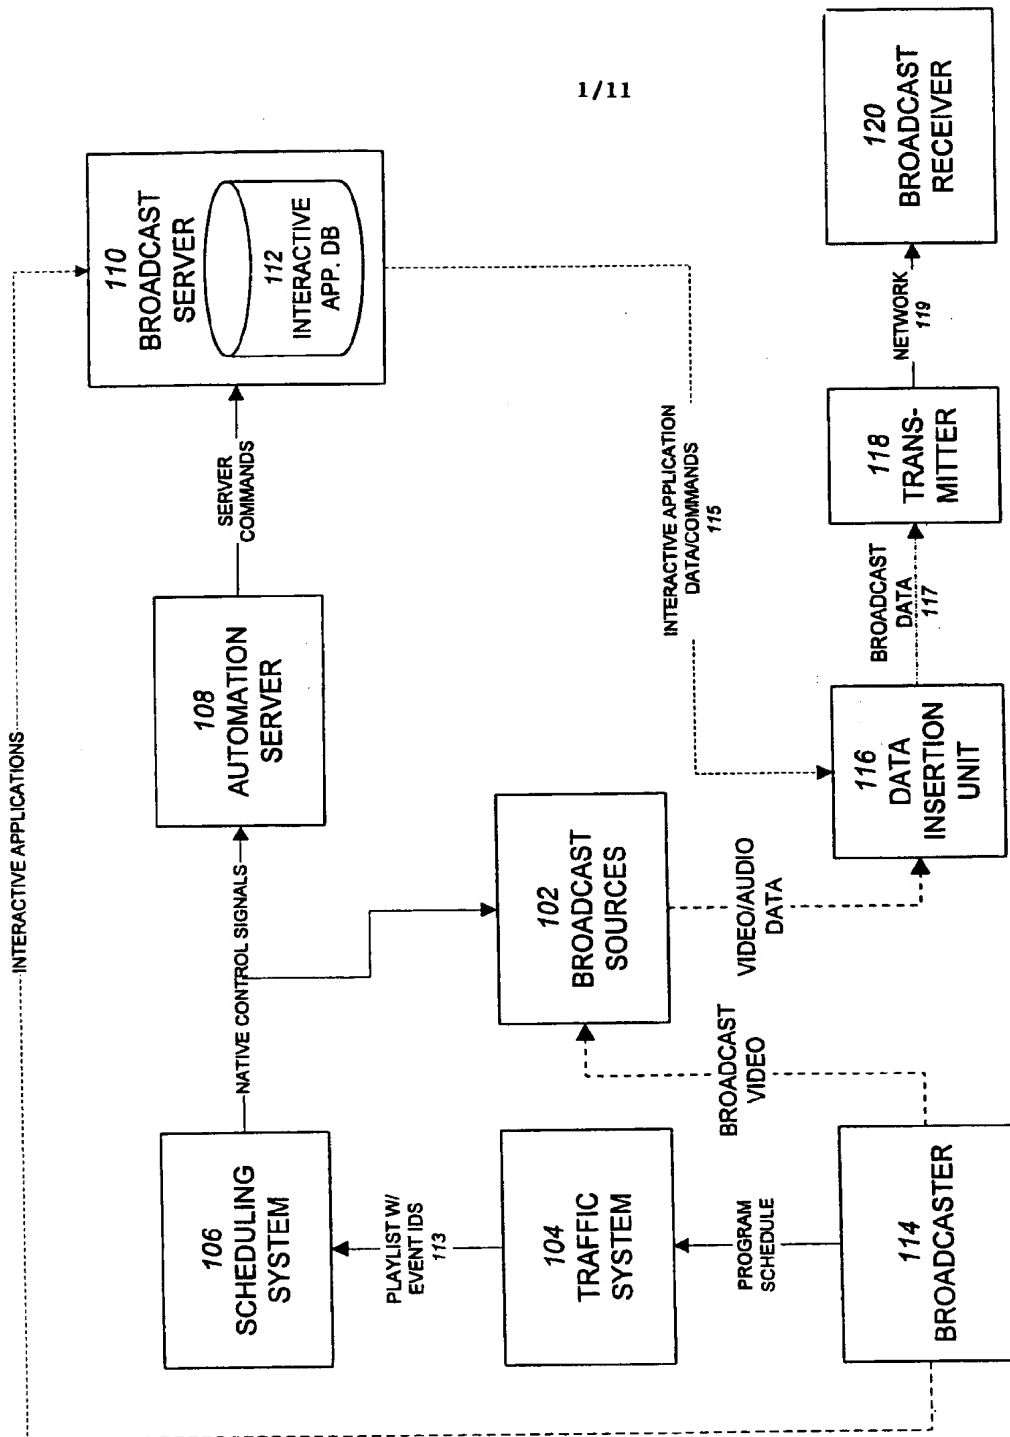 1/11
INTERACTIVE APPLICATIONS
106
SCHEDULING
SYSTEM
NATIVE CONTROL SIGNALS
108
AUTOMATION
SERVER
SERVER
COMMANDS
110
BROADCAST
SERVER
112
INTERACTIVE
APP. DB
PLAYLIST W/
EVENT IDS
113
104
TRAFFIC
SYSTEM
102
BROADCAST
SOURCES
INTERACTIVE APPLICATION
DATA/COMMANDS
115
PROGRAM
SCHEDULE
BROADCAST
VIDEO
VIDEO/AUDIO
DATA
114
BROADCASTER
116
DATA
INSERTION
UNIT
BROADCAST
DATA
117
118
TRANS-
MITTER
NETWORK
119
120
BROADCAST
RECEIVER